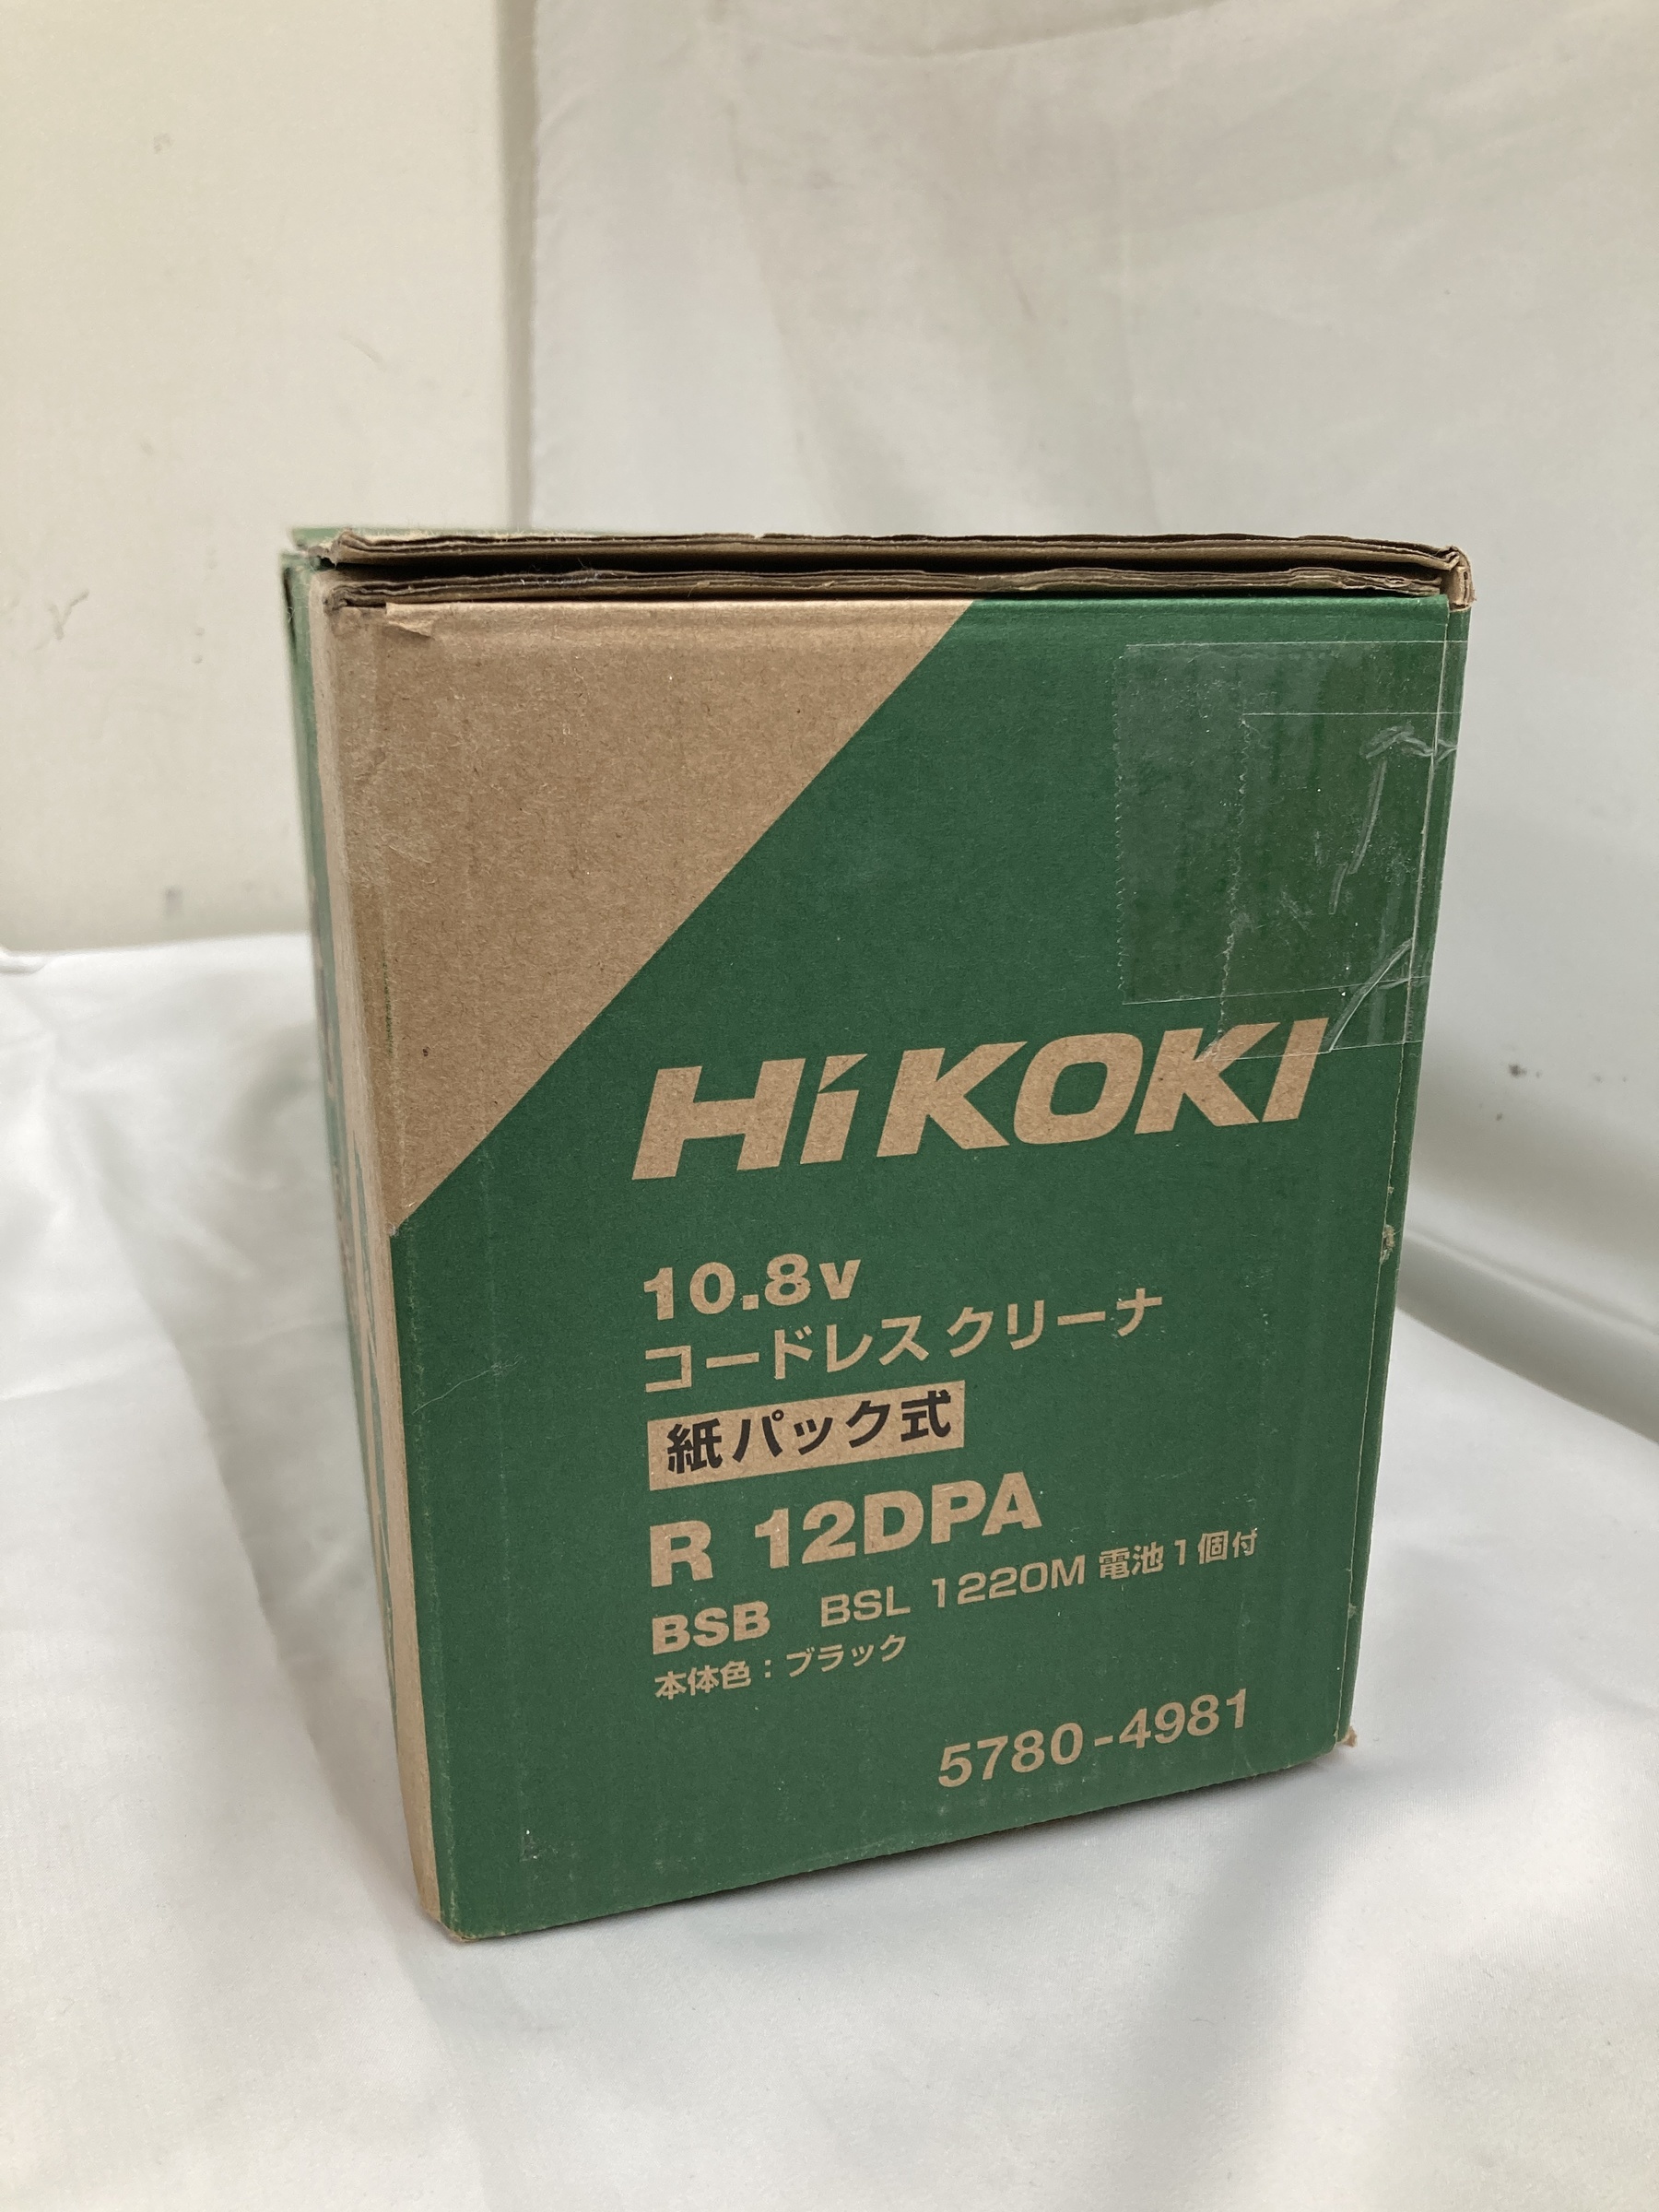 HiKOKI
10.8v
コードレスクリーナ
紙パック式
R 12DPA
BSB BSL 1220M 電池1個付
本体色：ブラック
5780-4981